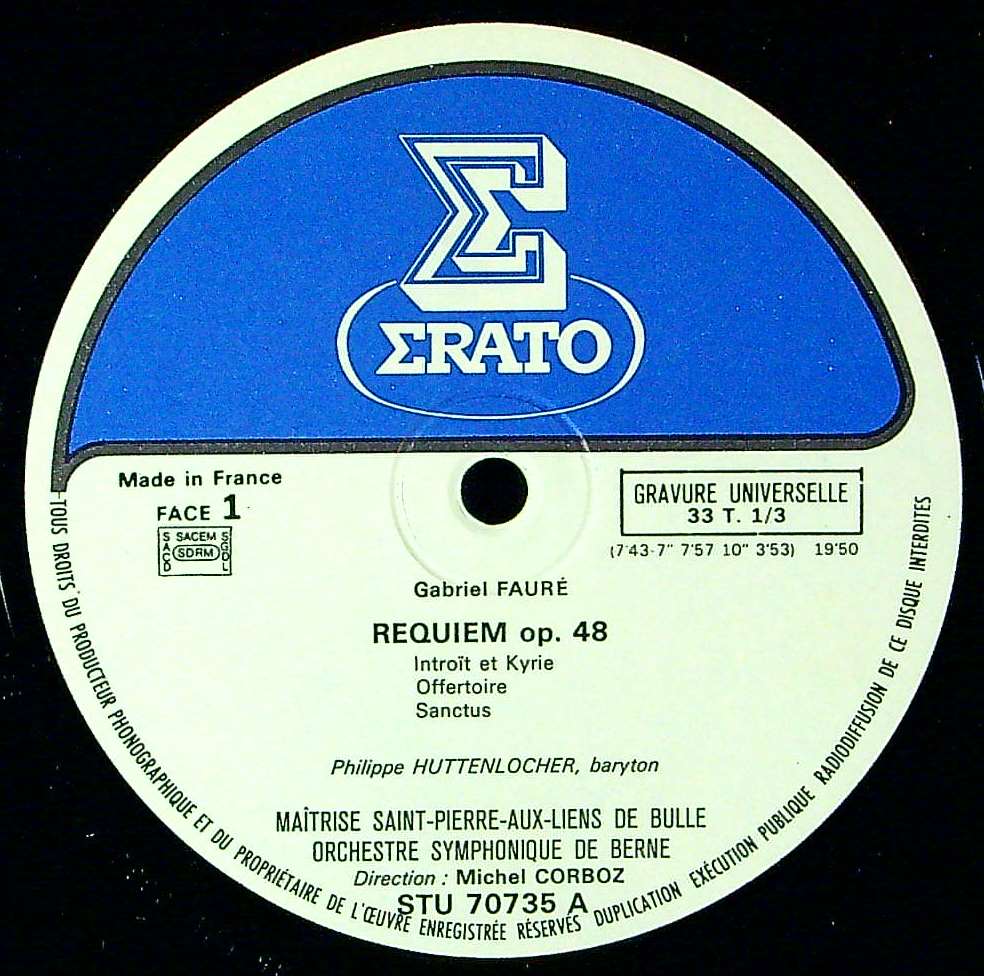 ΣRATO
Made in France
FACE 1
SACD
SACEM
SDRM
SGDL
GRAVURE UNIVERSELLE
33 T. 1/3
(7'43-7" 7'57 10" 3'53) 19'50
Gabriel FAURÉ
REQUIEM op. 48
Introït et Kyrie
Offertoire
Sanctus
Philippe HUTTENLOCHER, baryton
MAÎTRISE SAINT-PIERRE-AUX-LIENS DE BULLE
ORCHESTRE SYMPHONIQUE DE BERNE
Direction : Michel CORBOZ
STU 70735 A
TOUS DROITS DU PRODUCTEUR PHONOGRAPHIQUE ET DU PROPRIÉTAIRE DE L'ŒUVRE ENREGISTRÉE RÉSERVÉS DUPLICATION EXÉCUTION PUBLIQUE RADIODIFFUSION DE CE DISQUE INTERDITES